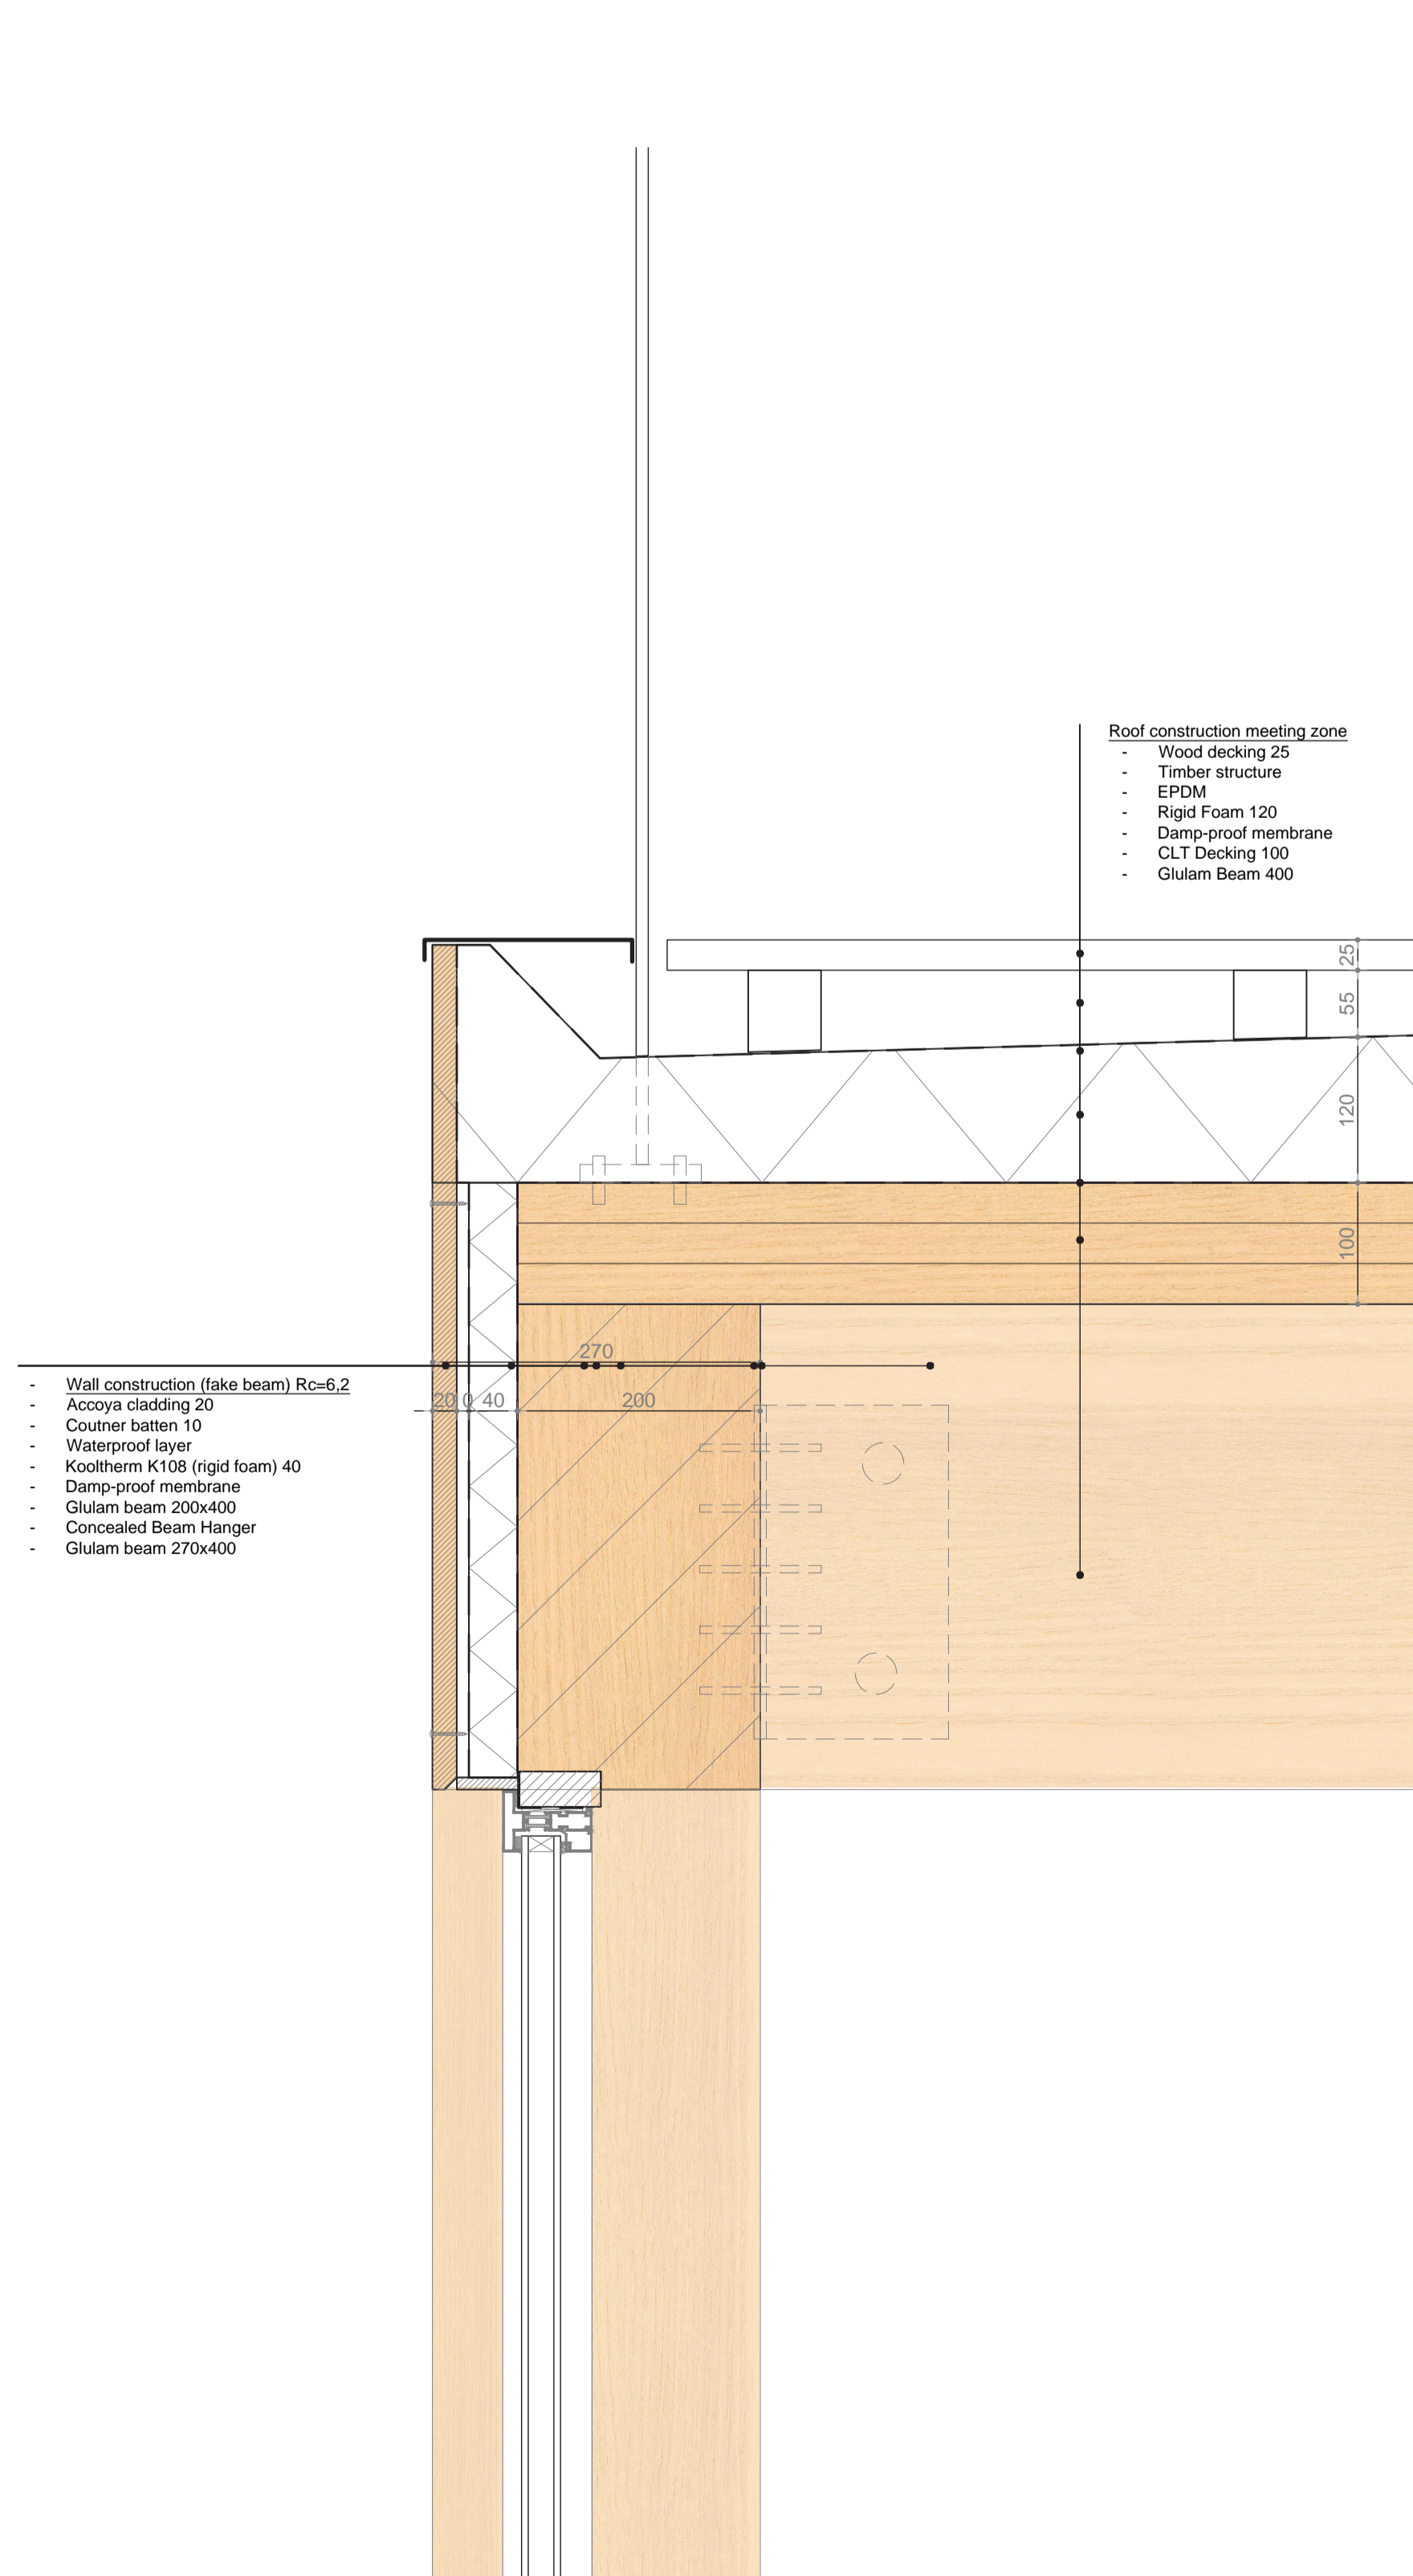 Roof construction meeting zone
- Wood decking 25
- Timber structure
- EPDM
- Rigid Foam 120
- Damp-proof membrane
- CLT Decking 100
- Glulam Beam 400
25
55
120
100
270
20 0 40 200
- Wall construction (fake beam) Rc=6,2
- Accoya cladding 20
- Coutner batten 10
- Waterproof layer
- Kooltherm K108 (rigid foam) 40
- Damp-proof membrane
- Glulam beam 200x400
- Concealed Beam Hanger
- Glulam beam 270x400